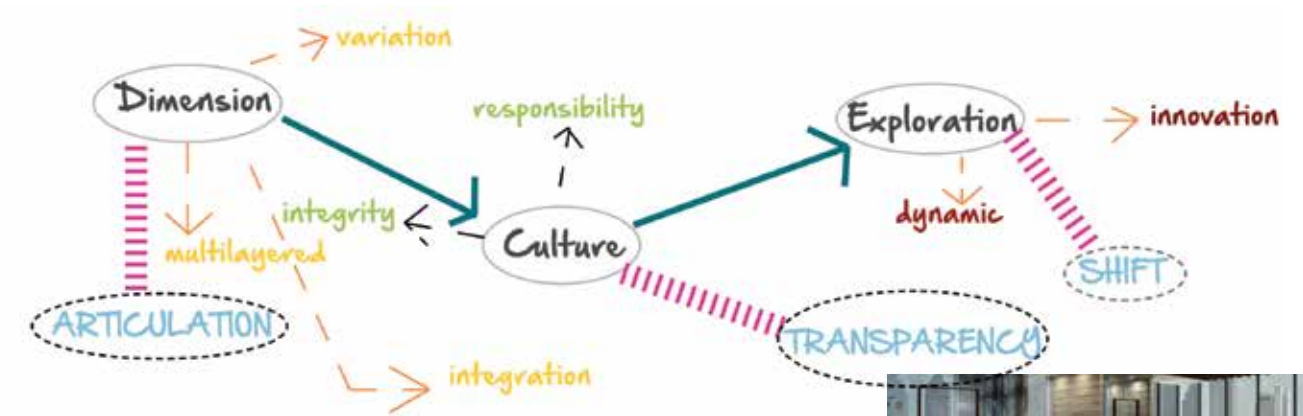 variation
Dimension
responsibility
Exploration
innovation
integrity
dynamic
multilayered
Culture
SHIFT
ARTICULATION
TRANSPARENCY
integration